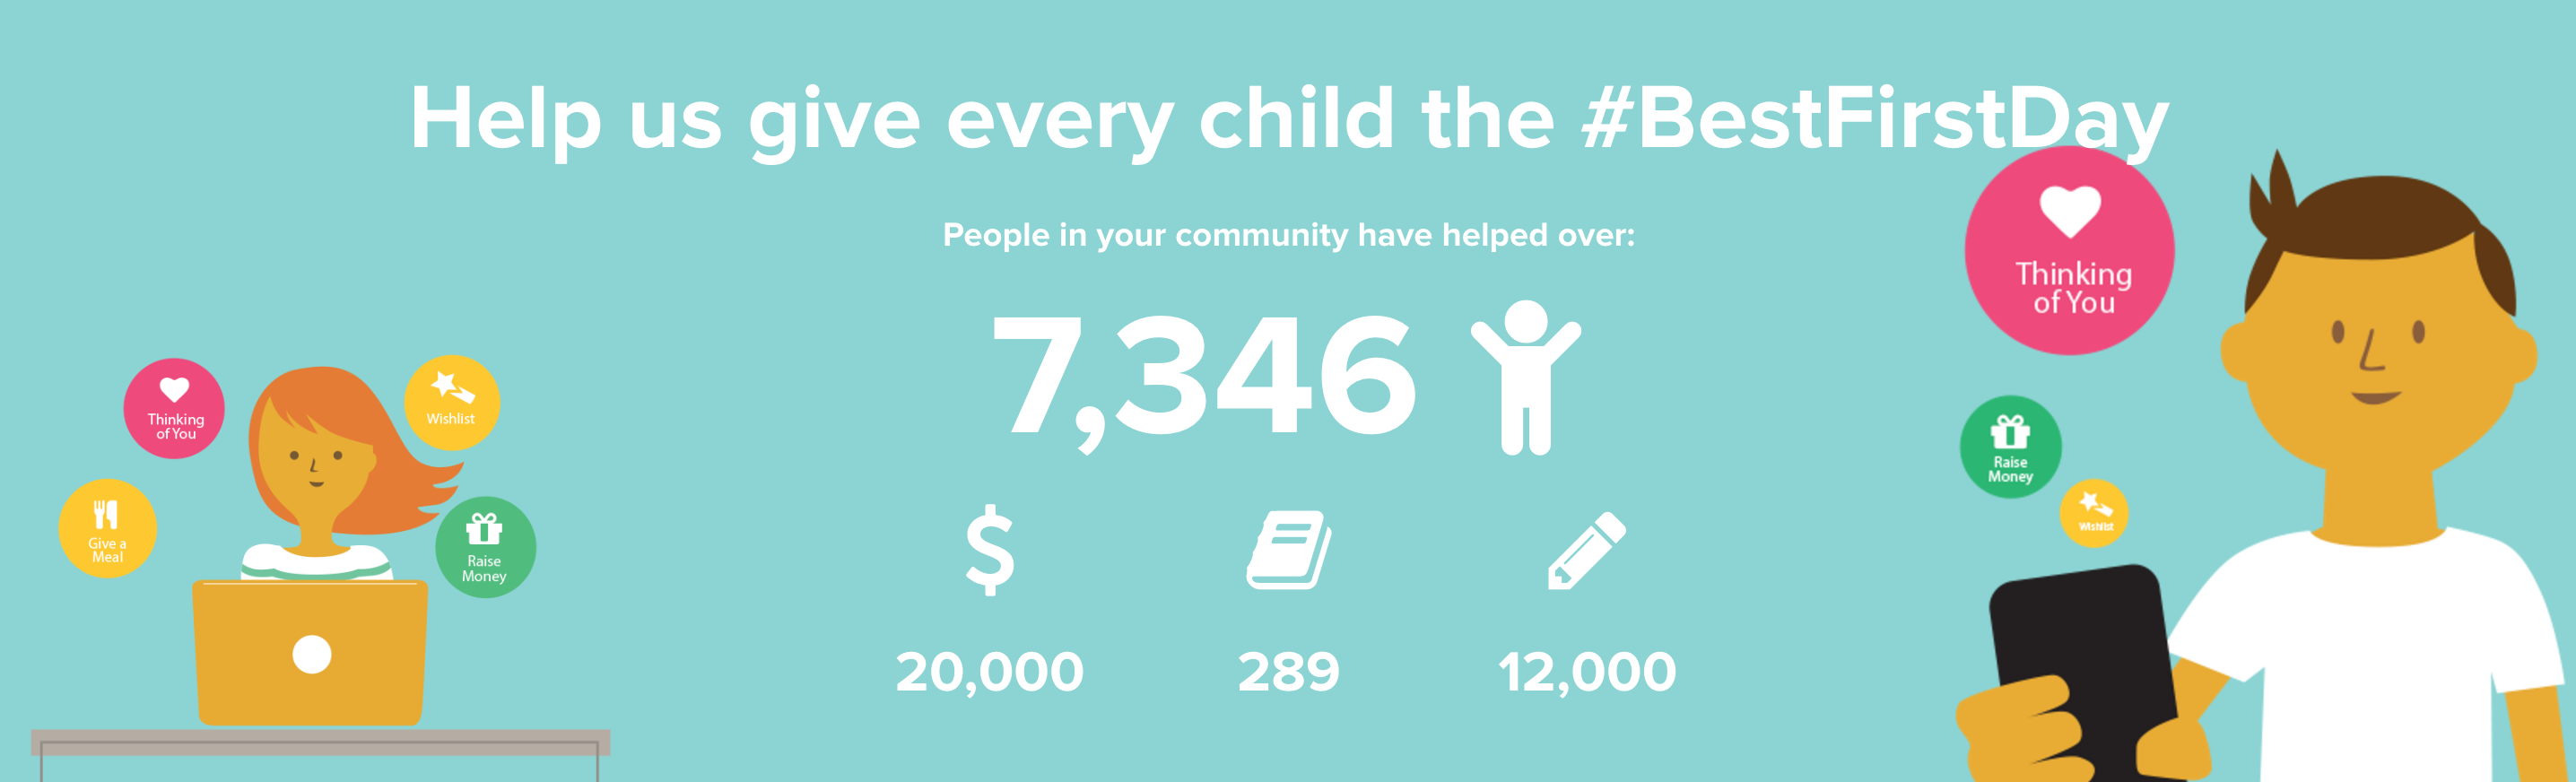 Help us give every child the #BestFirstDay
People in your community have helped over:
7,346
20,000
289
12,000
Thinking
of You
Wishlist
Give a
Meal
Raise
Money
Thinking
of You
Raise
Money
Wishlist